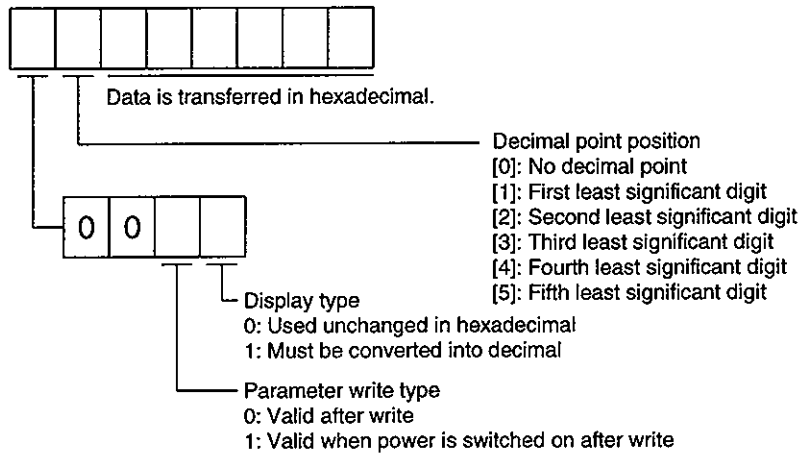 Data is transferred in hexadecimal.
Decimal point position
[0]: No decimal point
[1]: First least significant digit
[2]: Second least significant digit
[3]: Third least significant digit
[4]: Fourth least significant digit
[5]: Fifth least significant digit
0 0
Display type
0: Used unchanged in hexadecimal
1: Must be converted into decimal
Parameter write type
0: Valid after write
1: Valid when power is switched on after write